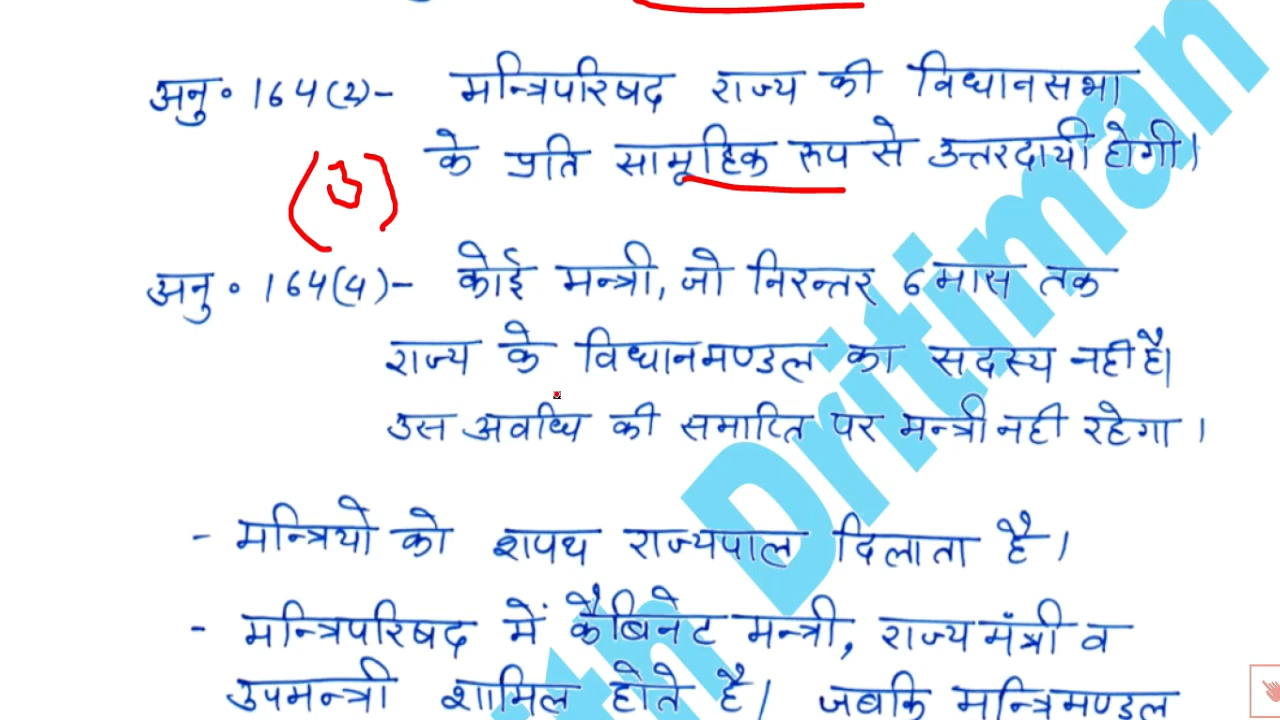 अनु॰ 164(2)- मन्त्रिपरिषद राज्य की विधानसभा
के प्रति सामूहिक रूप से उत्तरदायी होगी।
(3)
अनु॰ 164(4)- कोई मन्त्री, जो निरन्तर 6 मास तक
राज्य के विधानमण्डल का सदस्य नही है।
उस अवधि की समाप्ति पर मन्त्री नही रहेगा।
- मन्त्रियो को शपथ राज्यपाल दिलाता है।
- मन्त्रिपरिषद में कैबिनेट मन्त्री, राज्य मंत्री व
उपमन्त्री शामिल होते है। जबकि मन्त्रिमण्डल
Dritiman